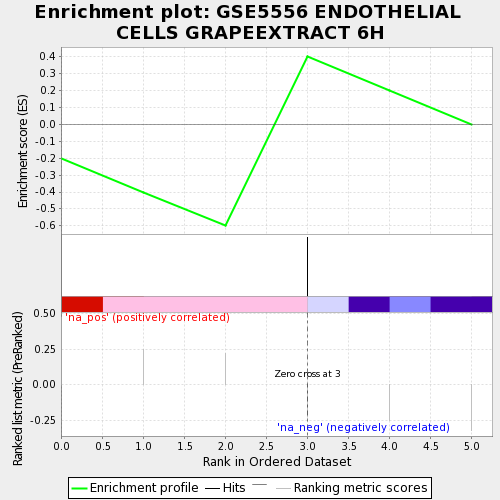 Enrichment plot: GSE5556 ENDOTHELIAL
CELLS GRAPEEXTRACT 6H
Enrichment score (ES)
0.4
0.3
0.2
0.1
0.0
-0.1
-0.2
-0.3
-0.4
-0.5
-0.6
Ranked list metric (PreRanked)
0.50
0.25
0.00
-0.25
'na_pos' (positively correlated)
Zero cross at 3
'na_neg' (negatively correlated)
0.0 0.5 1.0 1.5 2.0 2.5 3.0 3.5 4.0 4.5 5.0
Rank in Ordered Dataset
Enrichment profile Hits Ranking metric scores